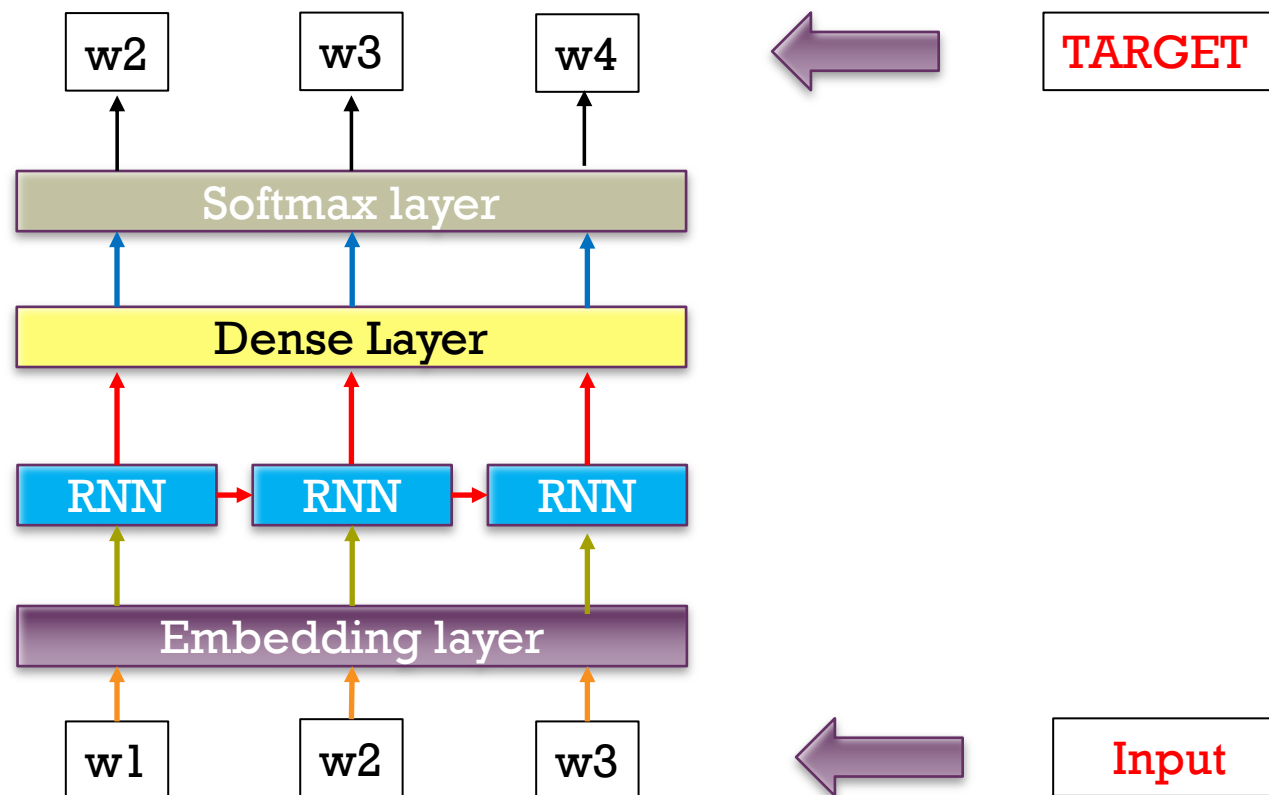 w2 w3 w4 TARGET
Softmax layer
Dense Layer
RNN RNN RNN
Embedding layer
w1 w2 w3 Input